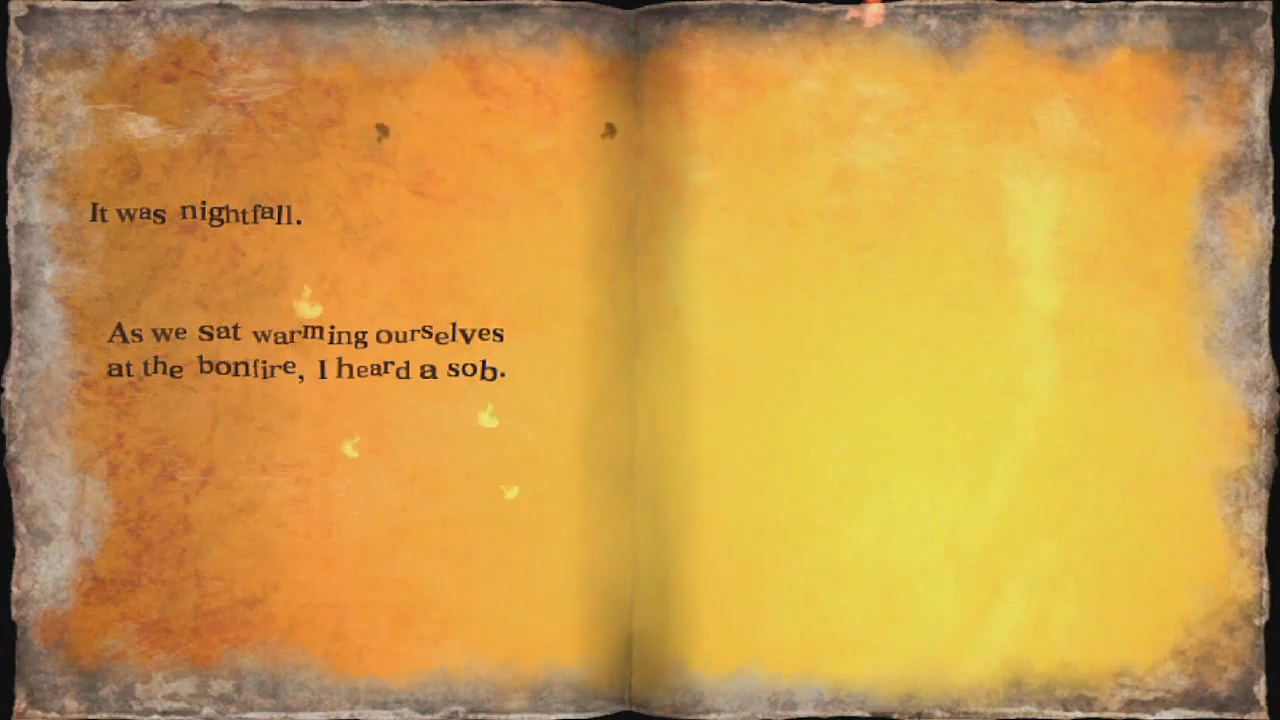 It was nightfall.
As we sat warming ourselves
at the bonfire, I heard a sob.